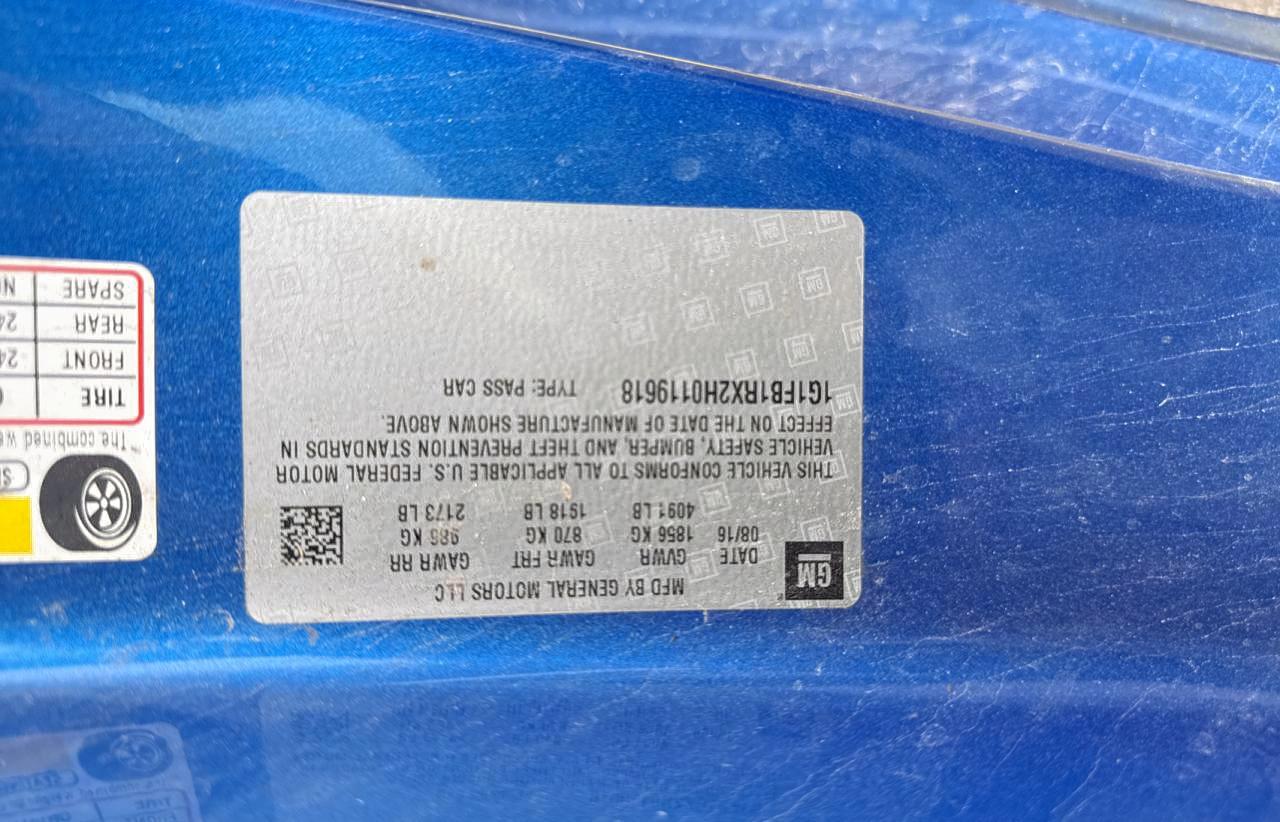 MFD BY GENERAL MOTORS LLC
GM
DATE GVWR GAWR FRT GAWR RR
08/16 1856 KG 870 KG 986 KG
4091 LB 1918 LB 2173 LB
THIS VEHICLE CONFORMS TO ALL APPLICABLE U.S. FEDERAL MOTOR
VEHICLE SAFETY, BUMPER, AND THEFT PREVENTION STANDARDS IN
EFFECT ON THE DATE OF MANUFACTURE SHOWN ABOVE.
1G1FB1RX2H0119618 TYPE: PASS CAR
The combined
TIRE
FRONT
REAR
SPARE